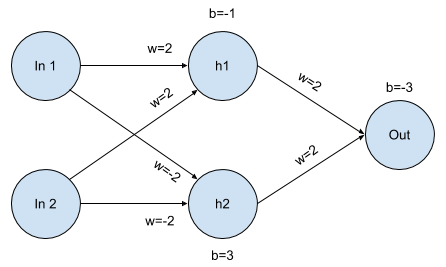 b=-1
In 1
w=2
h1
w=2
w=2
b=-3
Out
w=-2
w=2
In 2
w=-2
h2
b=3